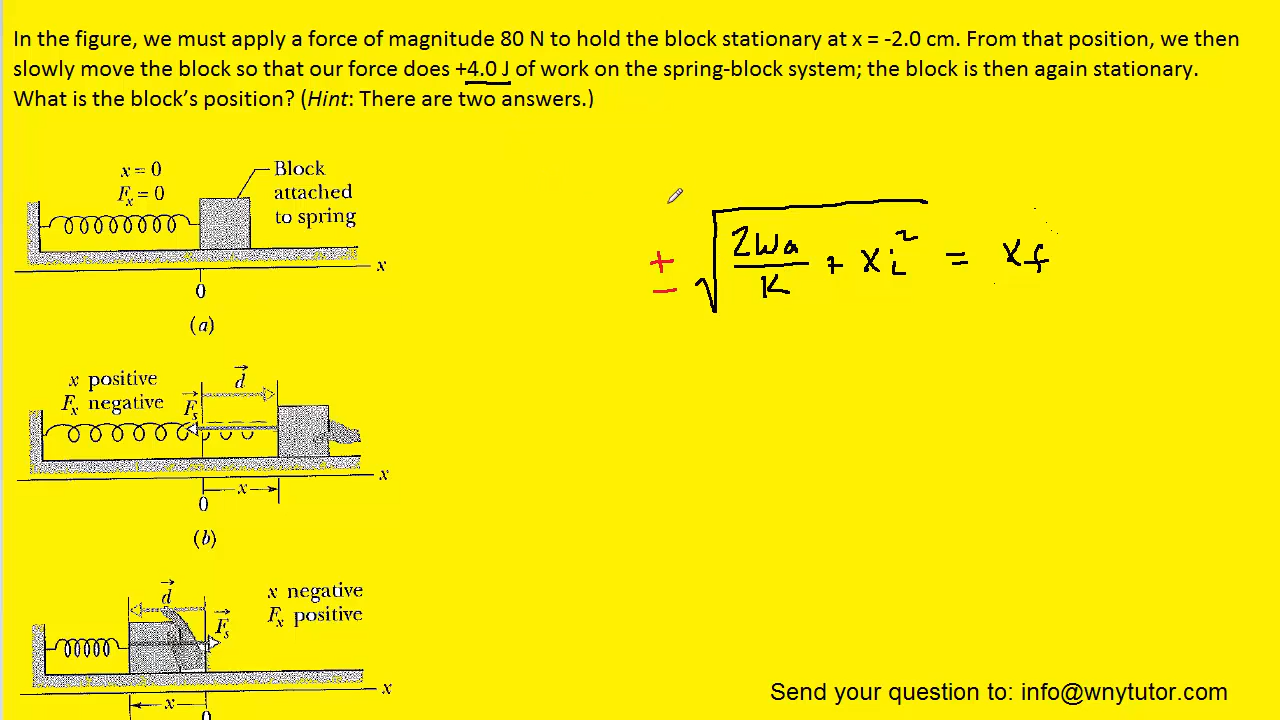 In the figure, we must apply a force of magnitude 80 N to hold the block stationary at x = -2.0 cm. From that position, we then
slowly move the block so that our force does +4.0 J of work on the spring-block system; the block is then again stationary.
What is the block's position? (Hint: There are two answers.)
x = 0
Fx = 0
Block
attached
to spring
x
0
(a)
± √(2Wa/K + xi²) = xf
x positive
Fx negative
d
Fs
x
x
0
(b)
d
Fs
x negative
Fx positive
x
x
0
Send your question to: info@wnytutor.com